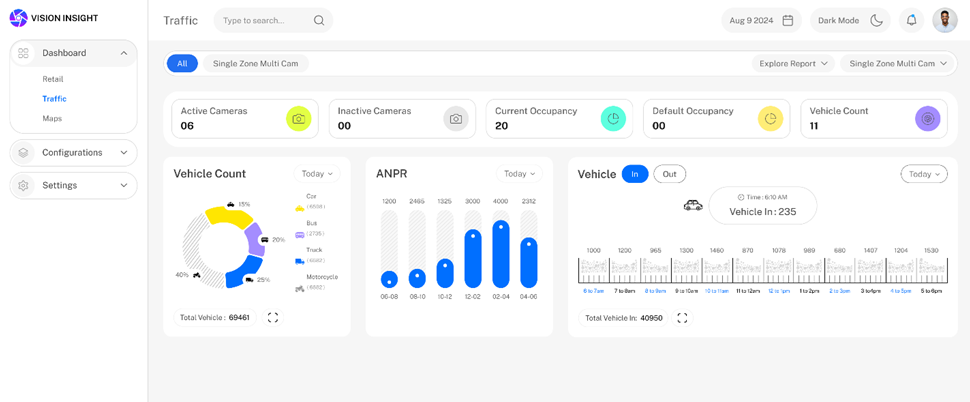 VISION INSIGHT
Traffic
Type to search...
Aug 9 2024
Dark Mode
Dashboard
Retail
Traffic
Maps
Configurations
Settings
All
Single Zone Multi Cam
Explore Report
Single Zone Multi Cam
Active Cameras
06
Inactive Cameras
00
Current Occupancy
20
Default Occupancy
00
Vehicle Count
11
Vehicle Count
Today
15%
20%
25%
40%
Car
Bus
Truck
Motorcycle
Total Vehicle : 69461
ANPR
Today
1200 2465 1325 3000 4000 2312
06-08 08-10 10-12 12-02 02-04 04-06
Vehicle
In
Out
Today
Time : 6:10 AM
Vehicle In : 235
1000 1200 965 1300 1460 870 1078 989 680 1407 1204 1530
6 to 7am 7 to 8am 8 to 9am 9 to 10am 10 to 11am 11 to 12pm 12 to 1pm 1 to 2pm 2 to 3pm 3 to 4pm 4 to 5pm 5 to 6pm
Total Vehicle In: 40950